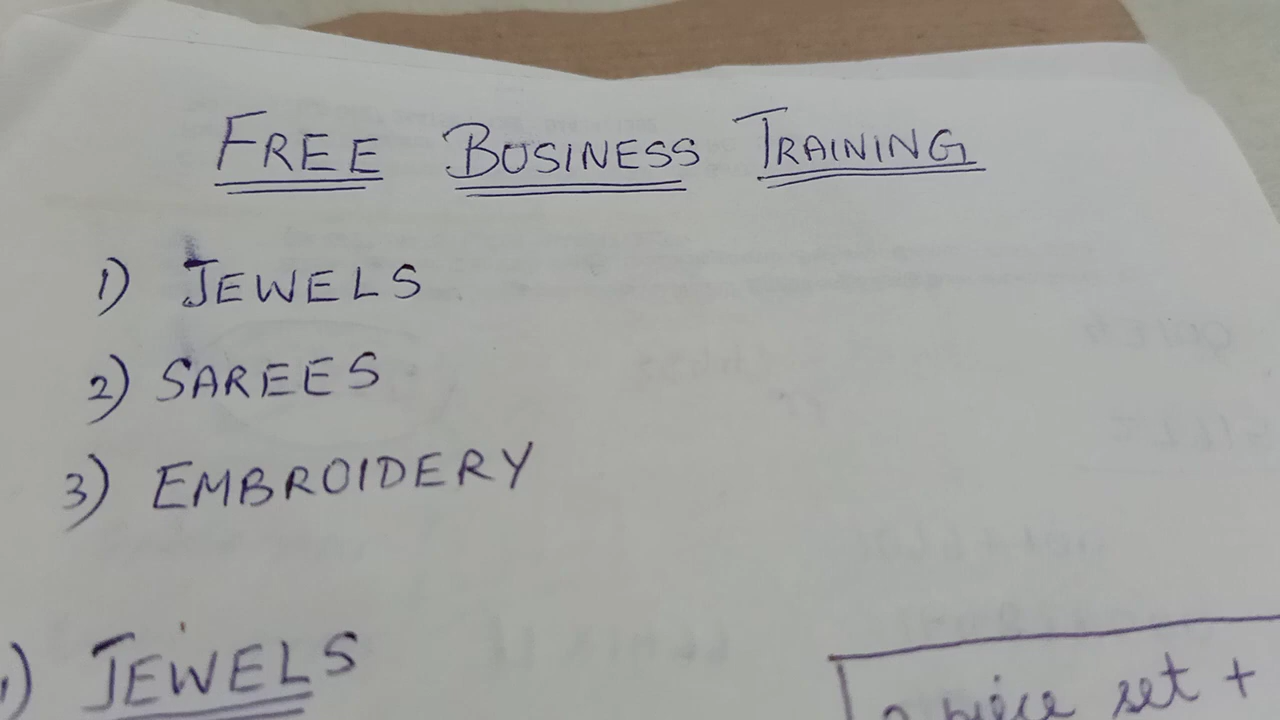 FREE BUSINESS TRAINING
1) JEWELS
2) SAREES
3) EMBROIDERY
1) JEWELS
piece set +